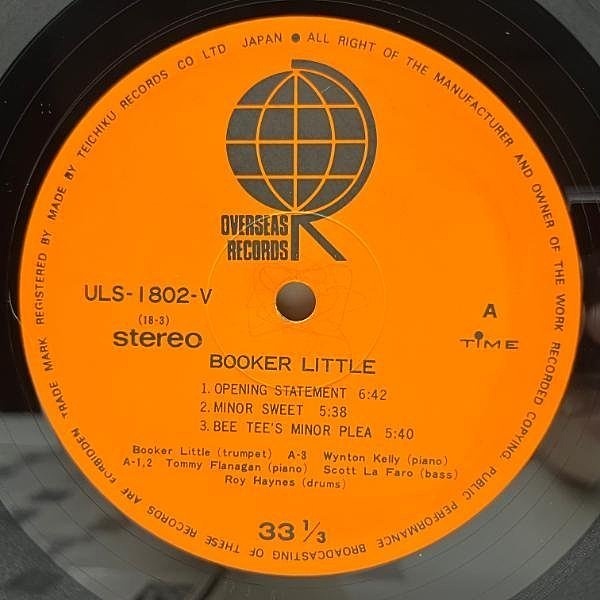 TRADE MARK REGISTERED BY MADE BY TEICHIKU RECORDS CO LTD JAPAN ● ALL RIGHT OF THE MANUFACTURER AND OWNER OF THE WORK RECORDED COPYING, PUBLIC PERFORMANCE BROADCASTING OF THESE RECORDS ARE FORBIDDEN
OVERSEAS
RECORDS
ULS-1802-V
A
(18-3)
stereo
TIME
BOOKER LITTLE
1. OPENING STATEMENT 6:42
2. MINOR SWEET 5:38
3. BEE TEE'S MINOR PLEA 5:40
Booker Little (trumpet) A-3 Wynton Kelly (piano)
A-1,2 Tommy Flanagan (piano) Scott La Faro (bass)
Roy Haynes (drums)
33 1/3